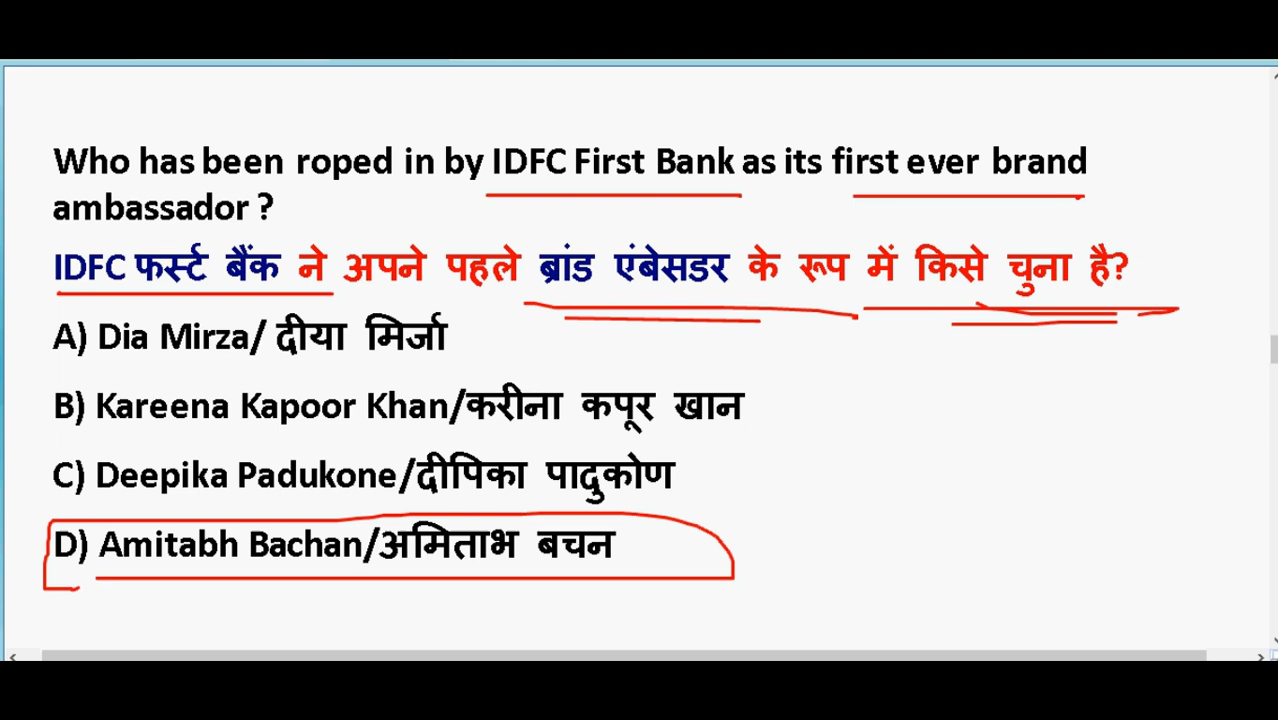 Who has been roped in by IDFC First Bank as its first ever brand
ambassador ?
IDFC फर्स्ट बैंक ने अपने पहले ब्रांड एंबेसडर के रूप में किसे चुना है?
A) Dia Mirza/ दीया मिर्जा
B) Kareena Kapoor Khan/करीना कपूर खान
C) Deepika Padukone/दीपिका पादुकोण
D) Amitabh Bachan/अमिताभ बचन